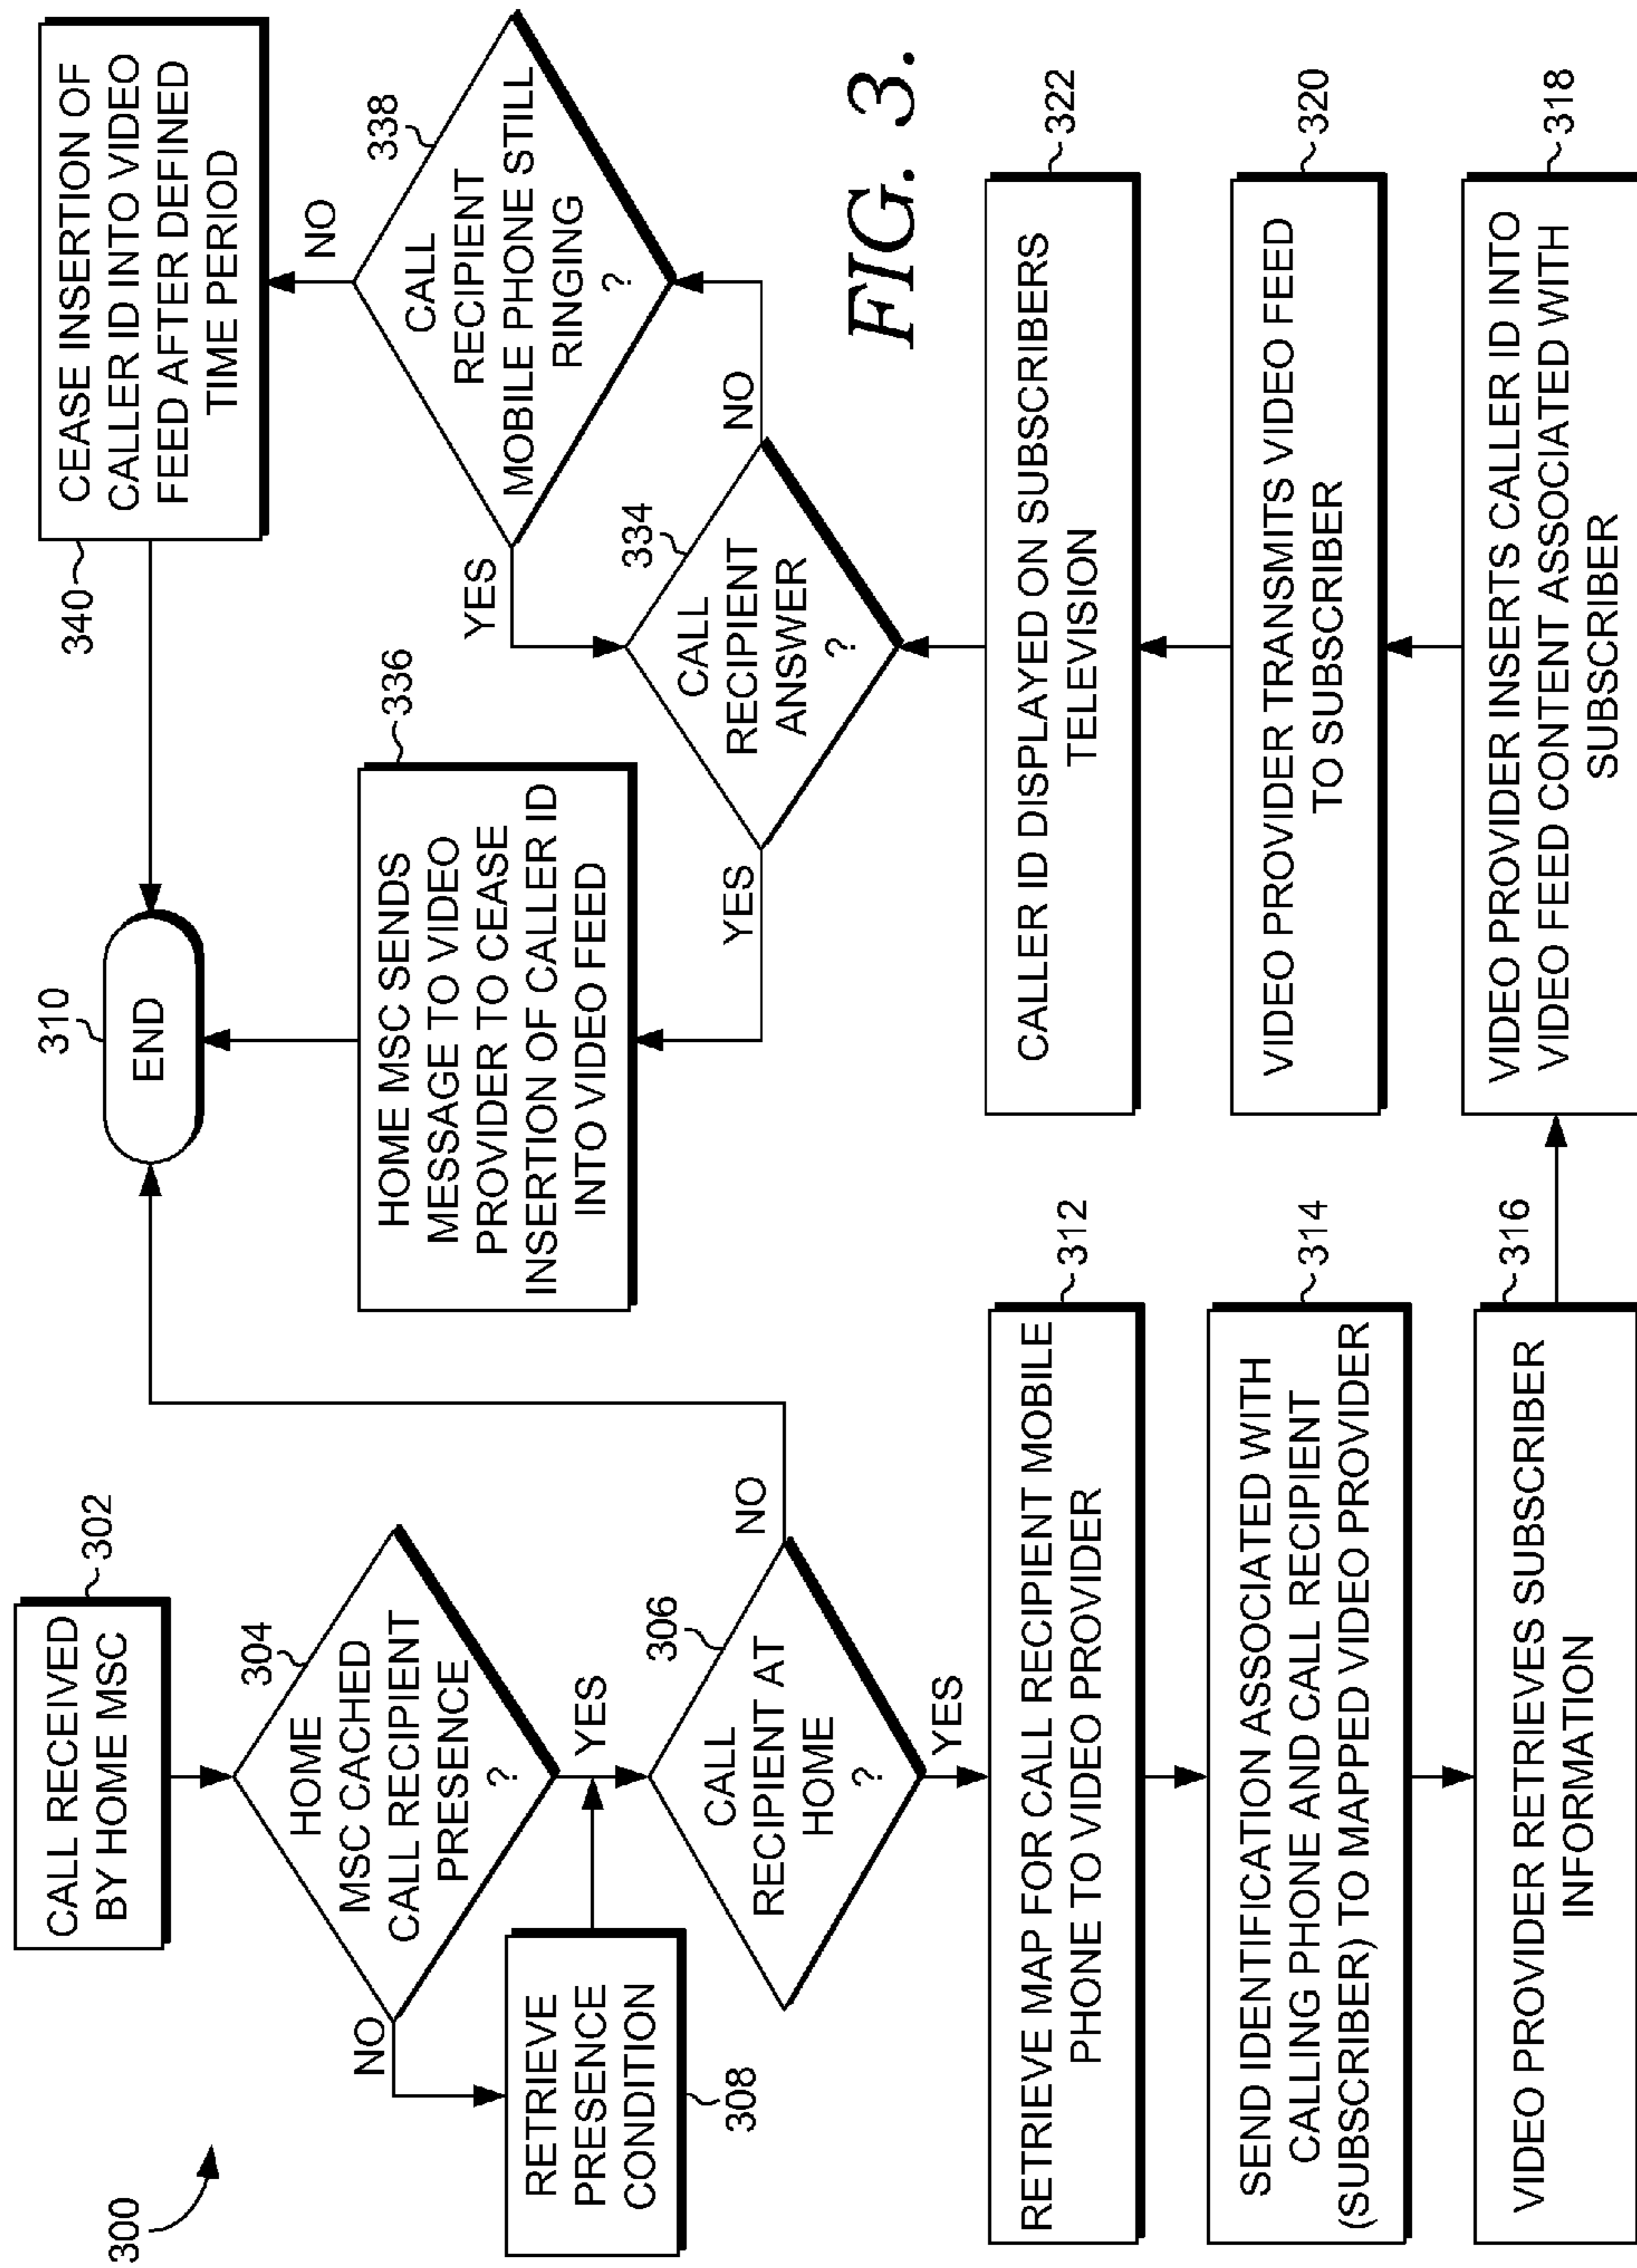 300
CALL RECEIVED
BY HOME MSC
302
HOME
MSC CACHED
CALL RECIPIENT
PRESENCE
?
304
NO
YES
RETRIEVE
PRESENCE
CONDITION
308
CALL
RECIPIENT AT
HOME
?
306
NO
YES
RETRIEVE MAP FOR CALL RECIPIENT MOBILE
PHONE TO VIDEO PROVIDER
312
SEND IDENTIFICATION ASSOCIATED WITH
CALLING PHONE AND CALL RECIPIENT
(SUBSCRIBER) TO MAPPED VIDEO PROVIDER
314
VIDEO PROVIDER RETRIEVES SUBSCRIBER
INFORMATION
316
VIDEO PROVIDER INSERTS CALLER ID INTO
VIDEO FEED CONTENT ASSOCIATED WITH
SUBSCRIBER
318
VIDEO PROVIDER TRANSMITS VIDEO FEED
TO SUBSCRIBER
320
CALLER ID DISPLAYED ON SUBSCRIBERS
TELEVISION
322
CALL
RECIPIENT
ANSWER
?
334
YES
NO
HOME MSC SENDS
MESSAGE TO VIDEO
PROVIDER TO CEASE
INSERTION OF CALLER ID
INTO VIDEO FEED
336
CALL
RECIPIENT
MOBILE PHONE STILL
RINGING
?
338
YES
NO
CEASE INSERTION OF
CALLER ID INTO VIDEO
FEED AFTER DEFINED
TIME PERIOD
340
END
310
FIG. 3.